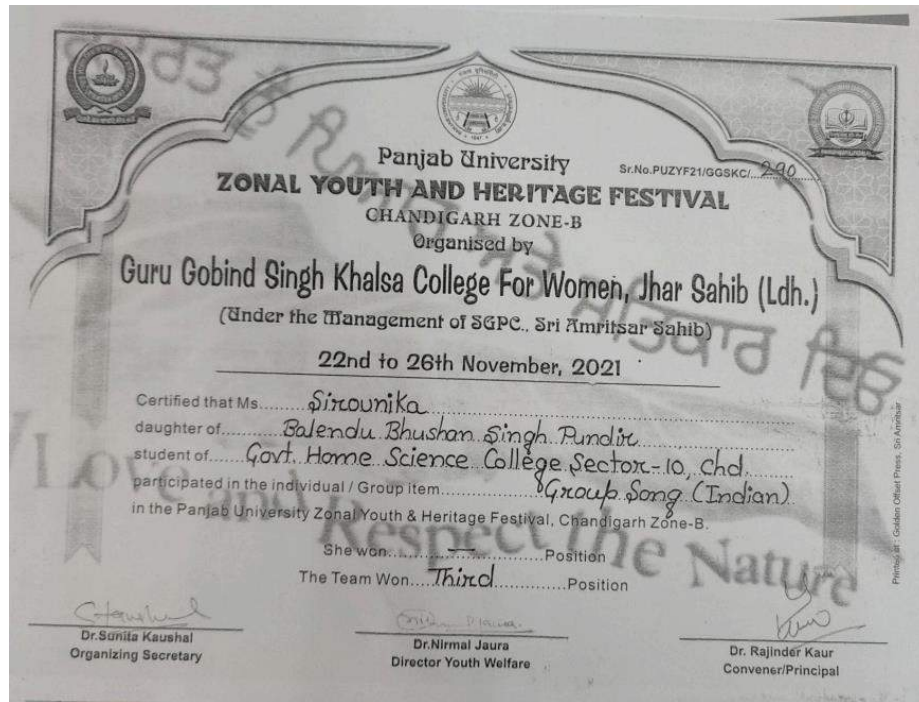 Panjab University
Sr.No.PUZYF21/GGSKC/...290
ZONAL YOUTH AND HERITAGE FESTIVAL
CHANDIGARH ZONE-B
Organised by
Guru Gobind Singh Khalsa College For Women, Jhar Sahib (Ldh.)
(Under the Management of SGPC., Sri Amritsar Sahib)
22nd to 26th November, 2021
Certified that Ms......Sirounika
daughter of......Balendu Bhushan Singh Pundir
student of......Govt. Home Science College Sector-10, Chd.
participated in the individual / Group item......Group Song (Indian)
in the Panjab University Zonal Youth & Heritage Festival, Chandigarh Zone-B.
She won......—......Position
The Team Won....Third......Position
ਕੁਦਰਤ ਨੂੰ ਪਿਆਰ ਅਤੇ ਸਤਿਕਾਰ ਦਿਓ
Love and Respect the Nature
Printed at : Golden Offset Press, Sri Amritsar
Dr.Sunita Kaushal
Organizing Secretary
Dr.Nirmal Jaura
Director Youth Welfare
Dr. Rajinder Kaur
Convener/Principal